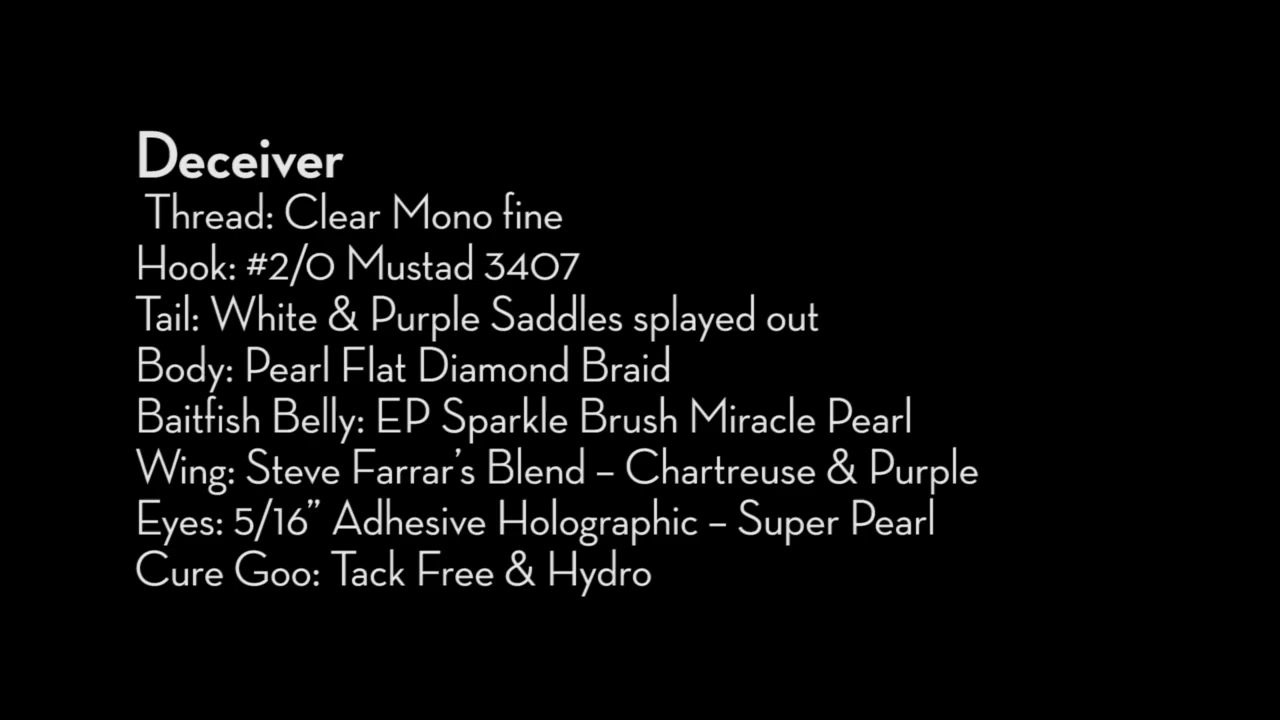 Deceiver
Thread: Clear Mono fine
Hook: #2/0 Mustad 3407
Tail: White & Purple Saddles splayed out
Body: Pearl Flat Diamond Braid
Baitfish Belly: EP Sparkle Brush Miracle Pearl
Wing: Steve Farrar’s Blend – Chartreuse & Purple
Eyes: 5/16” Adhesive Holographic – Super Pearl
Cure Goo: Tack Free & Hydro